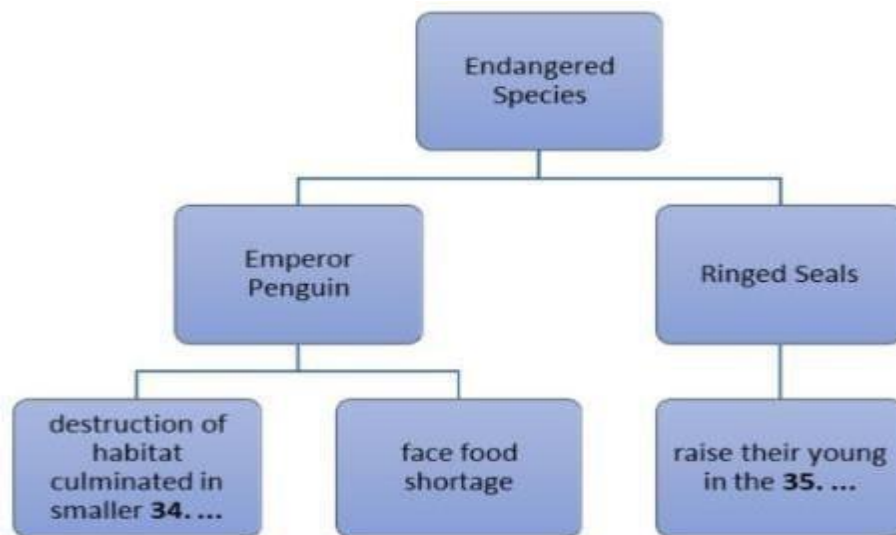 Endangered
Species
Emperor
Penguin
Ringed Seals
destruction of
habitat
culminated in
smaller 34. ...
face food
shortage
raise their young
in the 35. ...